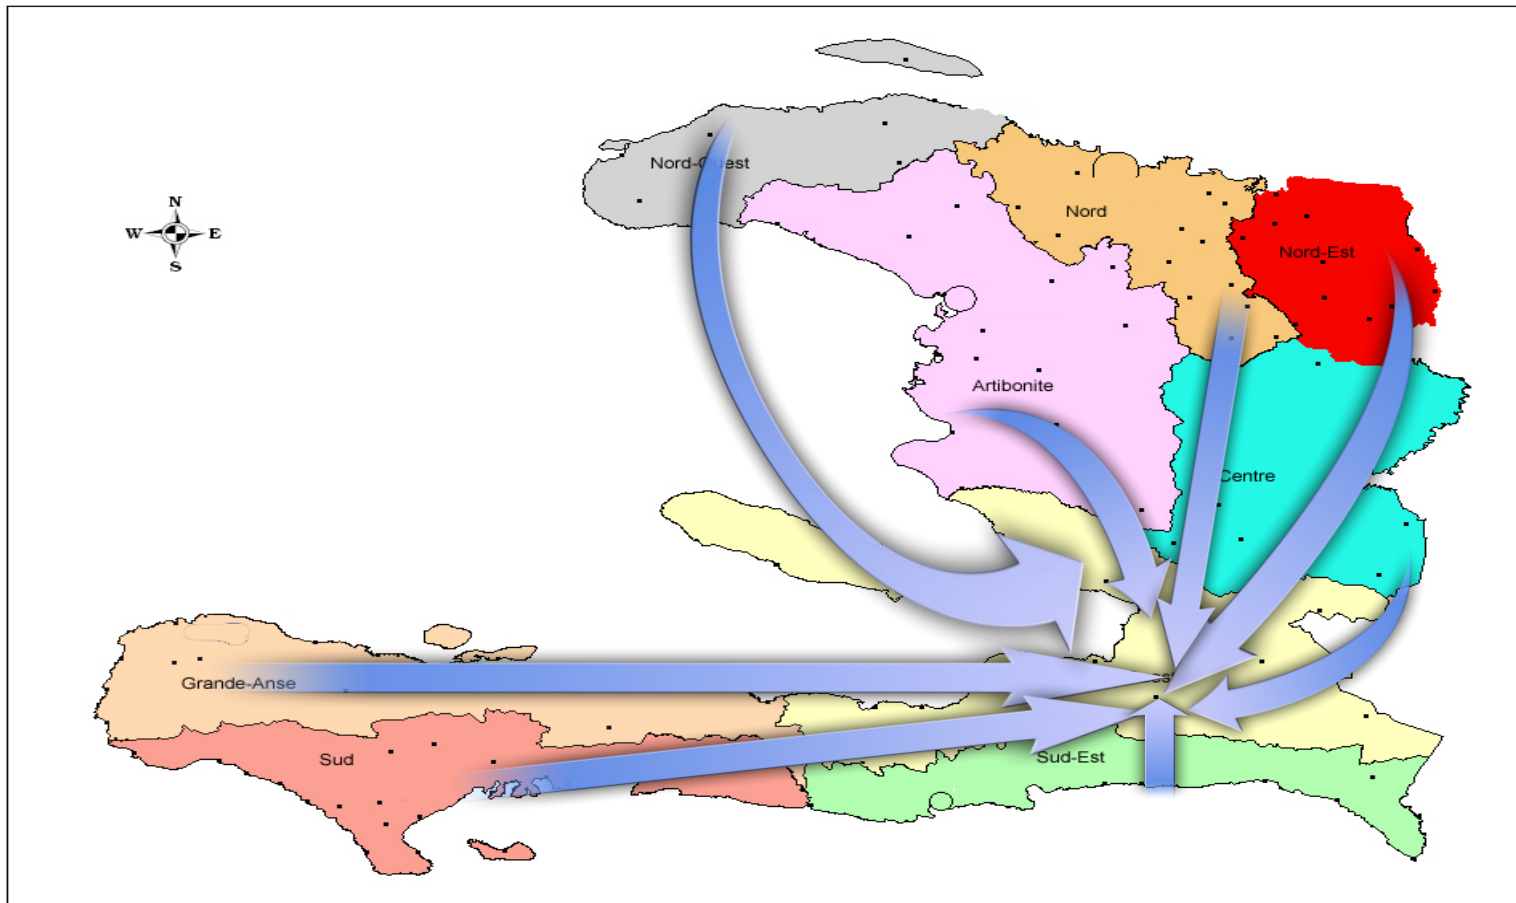 Nord-Ouest
Nord
Nord-Est
N
W E
S
Artibonite
Centre
Grande-Anse
Sud
Sud-Est